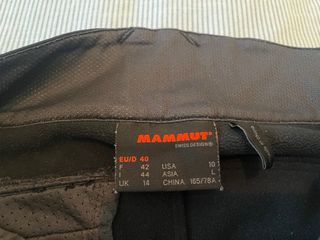 MAMMUT®
SWISS DESIGN®
EU/D 40
F 42 USA 10
I 44 ASIA L
UK 14 CHINA 165/78A